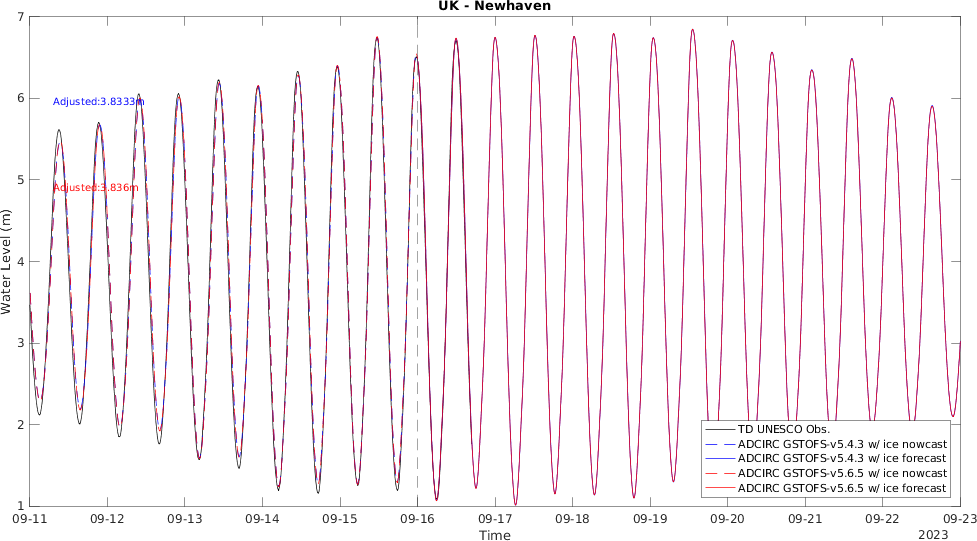 UK - Newhaven
7
6
5
4
3
2
1
Water Level (m)
Adjusted:3.8333m
Adjusted:3.836m
TD UNESCO Obs.
ADCIRC GSTOFS-v5.4.3 w/ ice nowcast
ADCIRC GSTOFS-v5.4.3 w/ ice forecast
ADCIRC GSTOFS-v5.6.5 w/ ice nowcast
ADCIRC GSTOFS-v5.6.5 w/ ice forecast
09-11 09-12 09-13 09-14 09-15 09-16 09-17 09-18 09-19 09-20 09-21 09-22 09-23
Time
2023